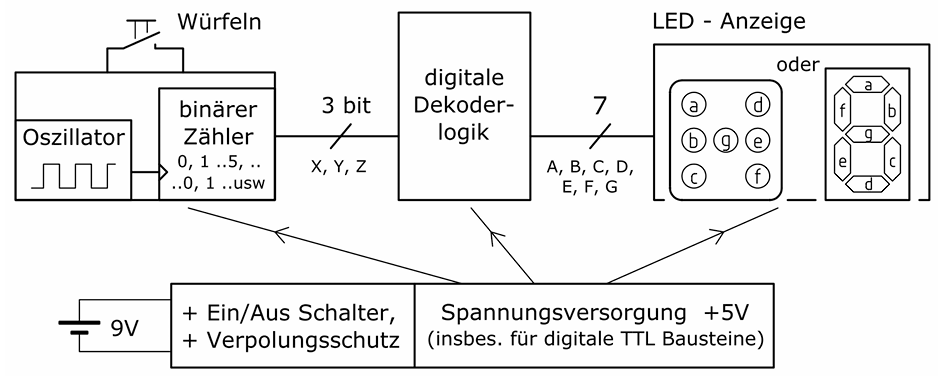 Würfeln
LED - Anzeige
oder
digitale
Dekoder-
logik
binärer
Zähler
0, 1 ..5, ..
..0, 1 ..usw
Oszillator
3 bit
X, Y, Z
7
A, B, C, D,
E, F, G
a d
b g e
c f
a
f b
g
e c
d
9V
+ Ein/Aus Schalter,
+ Verpolungsschutz
Spannungsversorgung +5V
(insbes. für digitale TTL Bausteine)